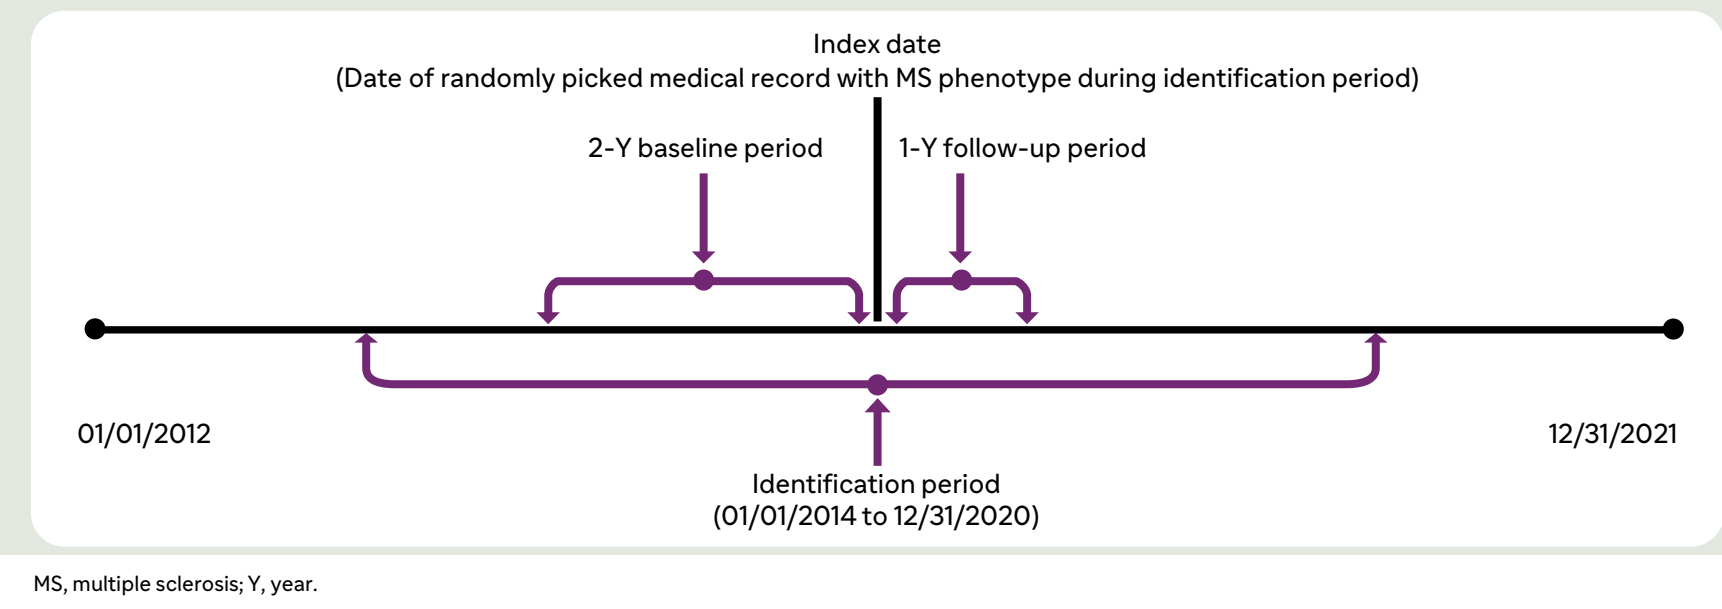 Index date
(Date of randomly picked medical record with MS phenotype during identification period)
2-Y baseline period
1-Y follow-up period
01/01/2012
12/31/2021
Identification period
(01/01/2014 to 12/31/2020)
MS, multiple sclerosis; Y, year.